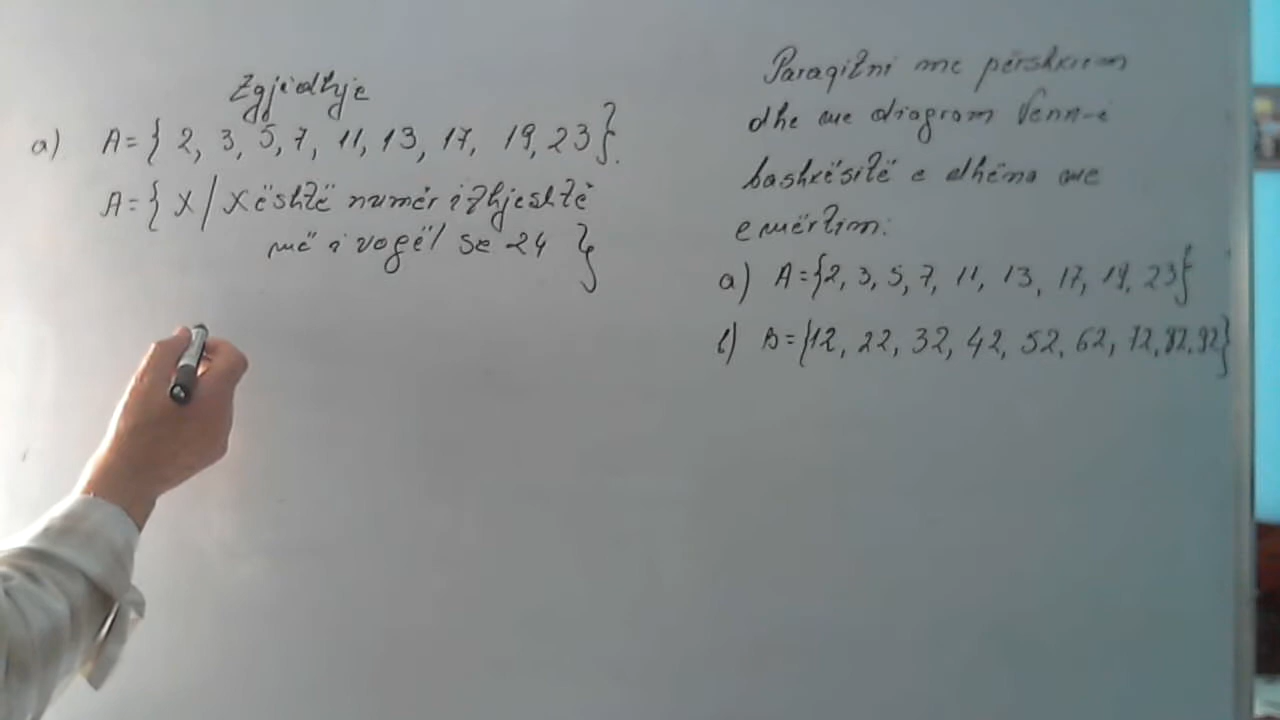 Zgjidhje
a) A = { 2, 3, 5, 7, 11, 13, 17, 19, 23}.
A = { X / X është numër i thjeshtë
më i vogël se 24 }
Paraqitni me përshkrim
dhe me diagram Venn-i
bashkësitë e dhëna me
emërtim:
a) A={2, 3, 5, 7, 11, 13, 17, 19, 23}
b) B={12, 22, 32, 42, 52, 62, 72, 82, 92}